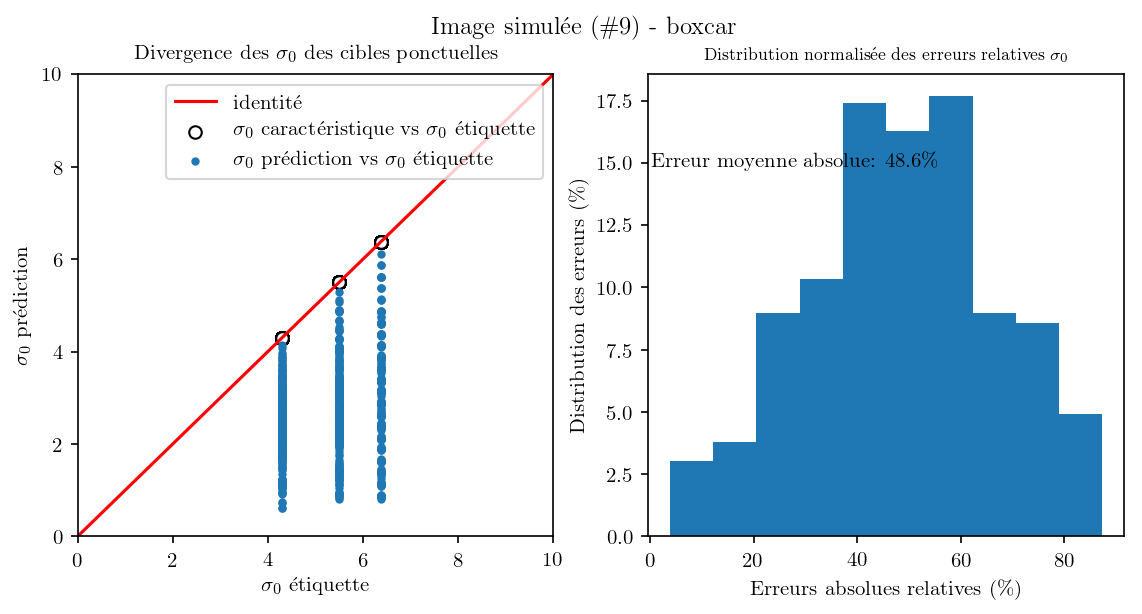 Image simulée (#9) - boxcar
Divergence des σ0 des cibles ponctuelles
10
8
6
4
2
0
0 2 4 6 8 10
σ0 prédiction
σ0 étiquette
identité
σ0 caractéristique vs σ0 étiquette
σ0 prédiction vs σ0 étiquette
Distribution normalisée des erreurs relatives σ0
17.5
15.0
12.5
10.0
7.5
5.0
2.5
0.0
0 20 40 60 80
Distribution des erreurs (%)
Erreurs absolues relatives (%)
Erreur moyenne absolue: 48.6%